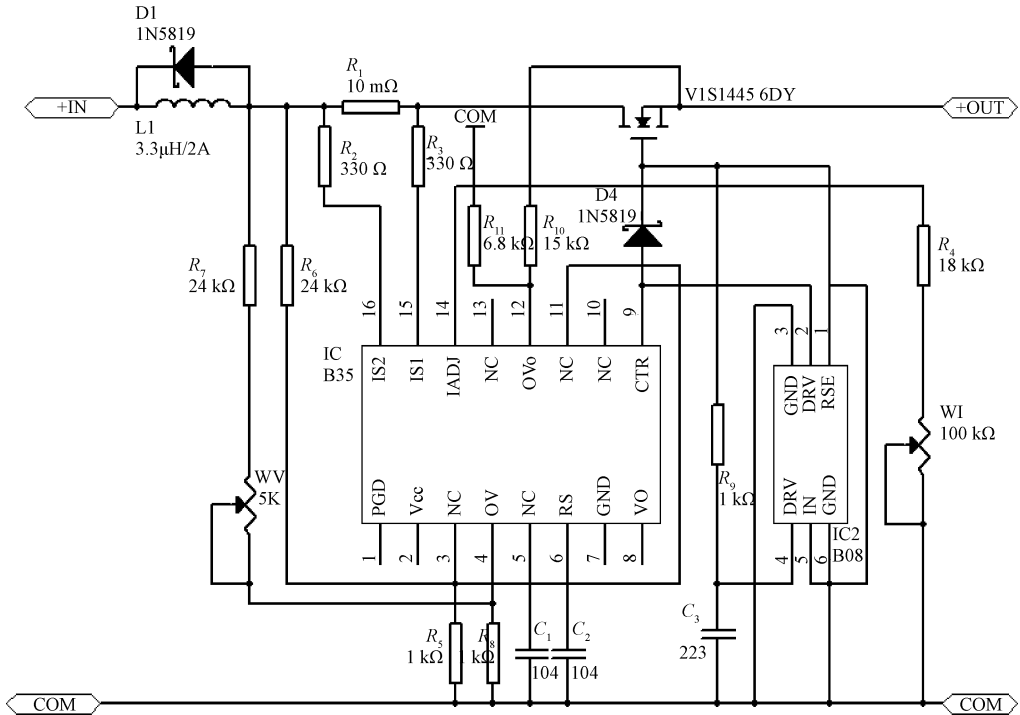 D1
1N5819
+IN
L1
3.3μH/2A
R1
10 mΩ
R2
330 Ω
R3
330 Ω
COM
V1S1445 6DY
+OUT
D4
1N5819
R11
6.8 kΩ
R10
15 kΩ
R4
18 kΩ
R7
24 kΩ
R6
24 kΩ
16
15
14
13
12
11
10
9
IC
B35
IS2
IS1
IADJ
NC
OVo
NC
NC
CTR
3
2
1
GND
DRV
RSE
WI
100 kΩ
WV
5K
PGD
Vcc
NC
OV
NC
RS
GND
VO
R9
1 kΩ
DRV
IN
GND
IC2
B08
1
2
3
4
5
6
7
8
4
5
6
R5
1 kΩ
R8
1 kΩ
C1
104
C2
104
C3
223
COM
COM